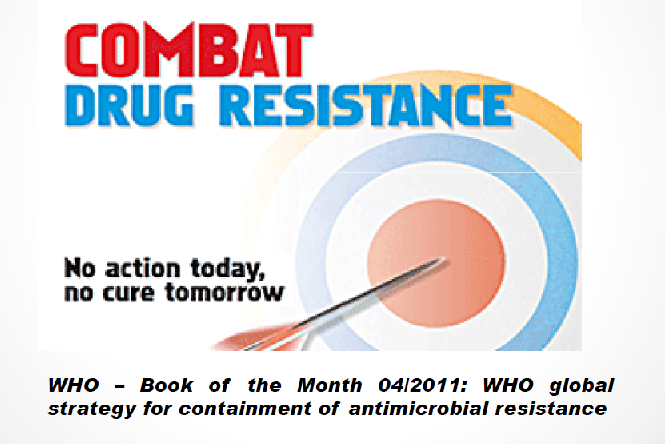 COMBAT
DRUG RESISTANCE
No action today,
no cure tomorrow
WHO – Book of the Month 04/2011: WHO global
strategy for containment of antimicrobial resistance